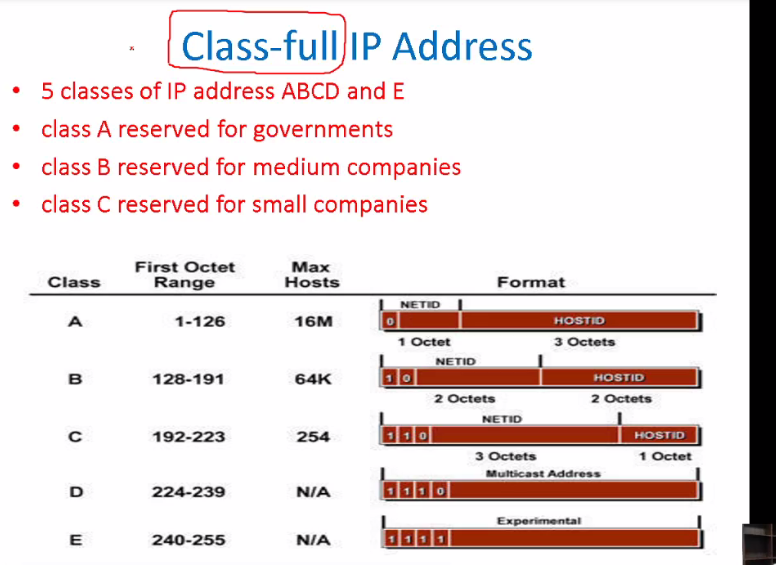 Class-full IP Address
• 5 classes of IP address ABCD and E
• class A reserved for governments
• class B reserved for medium companies
• class C reserved for small companies
Class First Octet Range Max Hosts Format
NETID
A 1-126 16M 0 HOSTID
1 Octet 3 Octets
NETID
B 128-191 64K 1 0 HOSTID
2 Octets 2 Octets
NETID
C 192-223 254 1 1 0 HOSTID
3 Octets 1 Octet
Multicast Address
D 224-239 N/A 1 1 1 0
Experimental
E 240-255 N/A 1 1 1 1